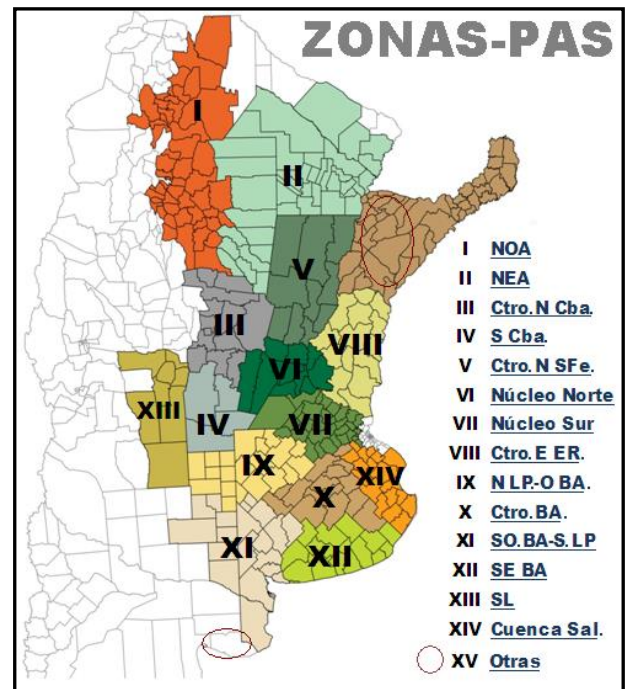 ZONAS-PAS
I
II
V
III
VIII
VI
XIII
IV
VII
IX
XIV
X
XI
XII
I NOA
II NEA
III Ctro.N Cba.
IV S Cba.
V Ctro.N SFe.
VI Núcleo Norte
VII Núcleo Sur
VIII Ctro.E ER.
IX N LP.-O BA.
X Ctro.BA.
XI SO.BA-S.LP
XII SE BA
XIII SL
XIV Cuenca Sal.
XV Otras